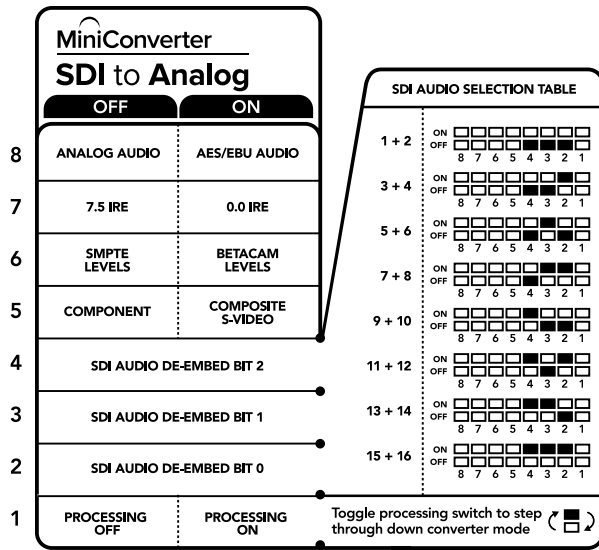 MiniConverter
SDI to Analog
OFF ON
8 ANALOG AUDIO AES/EBU AUDIO
7 7.5 IRE 0.0 IRE
6 SMPTE LEVELS BETACAM LEVELS
5 COMPONENT COMPOSITE S-VIDEO
4 SDI AUDIO DE-EMBED BIT 2
3 SDI AUDIO DE-EMBED BIT 1
2 SDI AUDIO DE-EMBED BIT 0
1 PROCESSING OFF PROCESSING ON
SDI AUDIO SELECTION TABLE
1 + 2 ON
OFF
8 7 6 5 4 3 2 1
3 + 4 ON
OFF
8 7 6 5 4 3 2 1
5 + 6 ON
OFF
8 7 6 5 4 3 2 1
7 + 8 ON
OFF
8 7 6 5 4 3 2 1
9 + 10 ON
OFF
8 7 6 5 4 3 2 1
11 + 12 ON
OFF
8 7 6 5 4 3 2 1
13 + 14 ON
OFF
8 7 6 5 4 3 2 1
15 + 16 ON
OFF
8 7 6 5 4 3 2 1
Toggle processing switch to step
through down converter mode